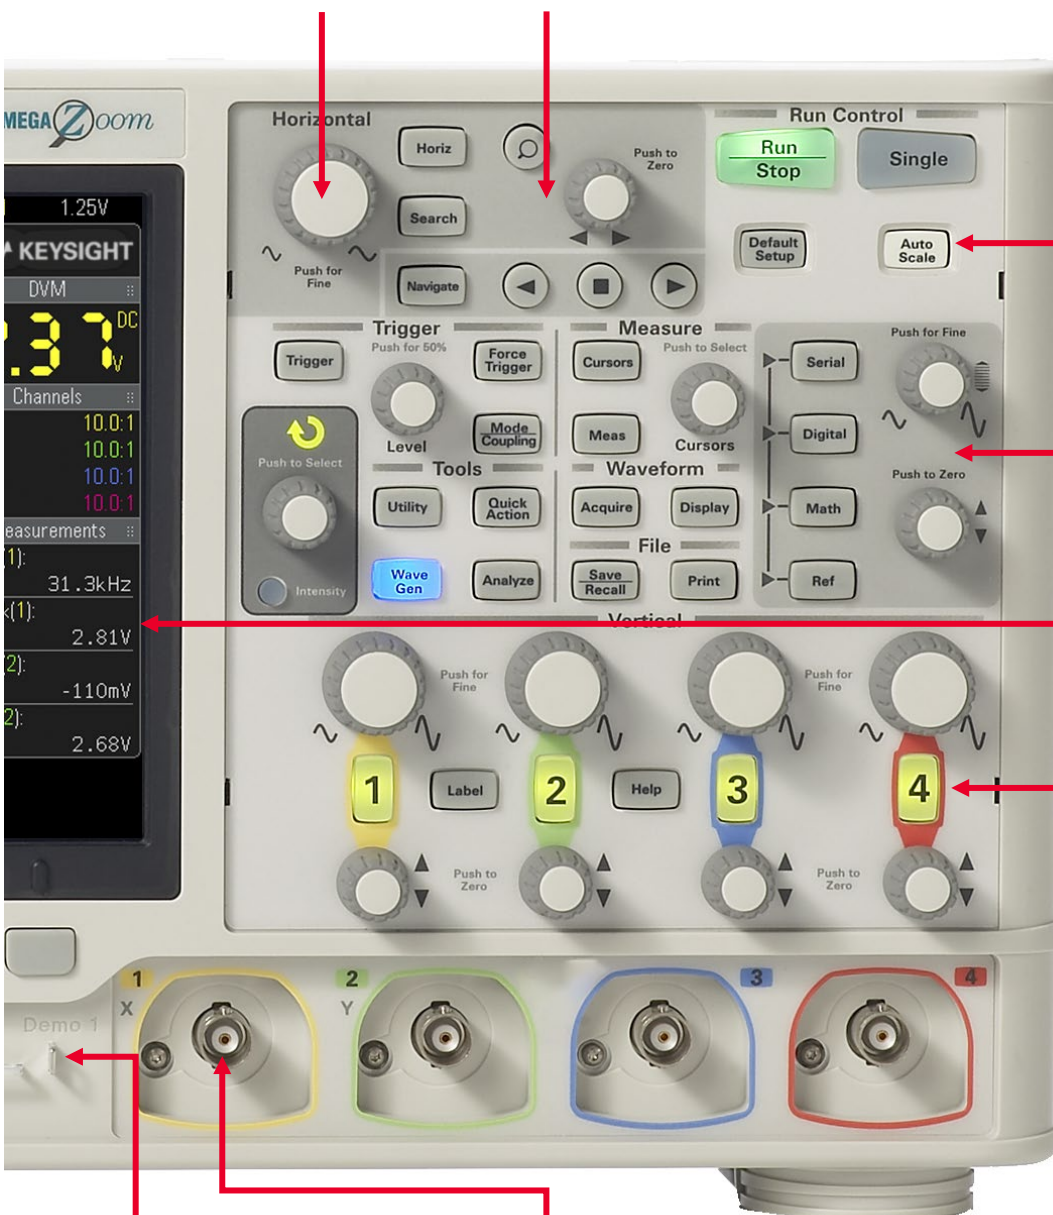 MEGA Zoom
1.25V
KEYSIGHT
DVM
.37
DC
V
Channels
10.0:1
10.0:1
10.0:1
10.0:1
easurements
(1):
31.3kHz
k(1):
2.81V
(2):
-110mV
2):
2.68V
Horizontal
Horiz
Search
Navigate
Push for
Fine
Push to
Zero
Run Control
Run
Stop
Single
Default
Setup
Auto
Scale
Trigger
Trigger
Push for 50%
Force
Trigger
Level
Mode
Coupling
Measure
Cursors
Push to Select
Meas
Cursors
Push to Select
Intensity
Tools
Utility
Quick
Action
Wave
Gen
Analyze
Waveform
Acquire
Display
File
Save
Recall
Print
Serial
Digital
Math
Ref
Push for Fine
Push to Zero
Vertical
Push for
Fine
Push for
Fine
1
Label
2
Help
3
4
Push to
Zero
Push to
Zero
1
X
2
Y
3
4
Demo 1